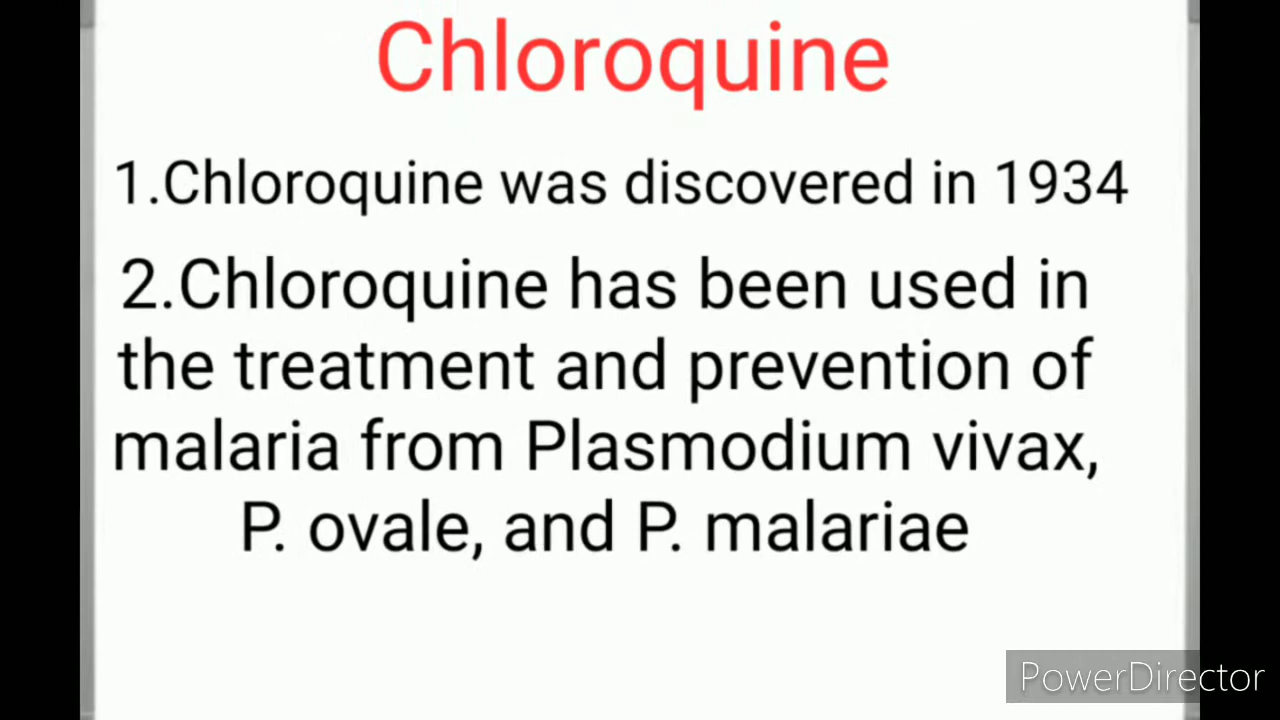 Chloroquine
1.Chloroquine was discovered in 1934
2.Chloroquine has been used in
the treatment and prevention of
malaria from Plasmodium vivax,
P. ovale, and P. malariae
PowerDirector